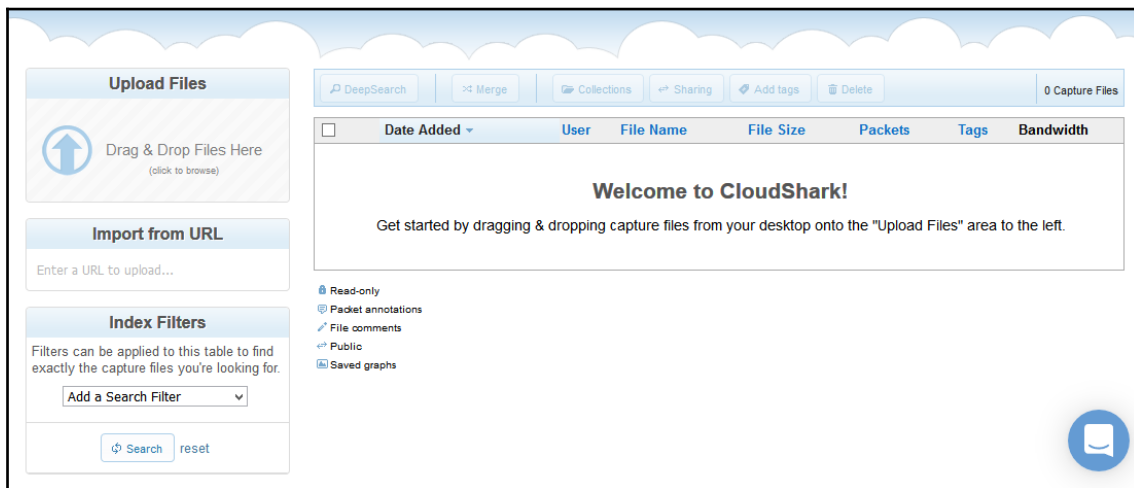 Upload Files
Drag & Drop Files Here
(click to browse)
Import from URL
Enter a URL to upload...
Index Filters
Filters can be applied to this table to find
exactly the capture files you're looking for.
Add a Search Filter
Search reset
DeepSearch Merge Collections Sharing Add tags Delete 0 Capture Files
Date Added User File Name File Size Packets Tags Bandwidth
Welcome to CloudShark!
Get started by dragging & dropping capture files from your desktop onto the "Upload Files" area to the left.
Read-only
Packet annotations
File comments
Public
Saved graphs